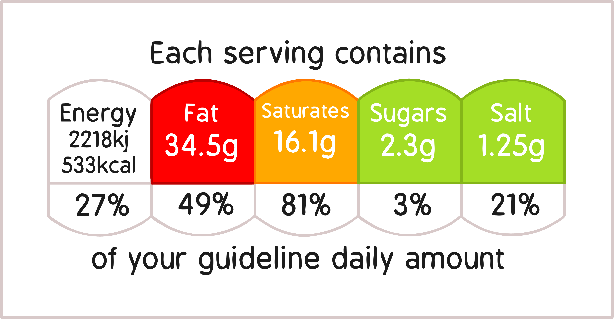 Each serving contains
Energy Fat Saturates Sugars Salt
2218kj 34.5g 16.1g 2.3g 1.25g
533kcal
27% 49% 81% 3% 21%
of your guideline daily amount